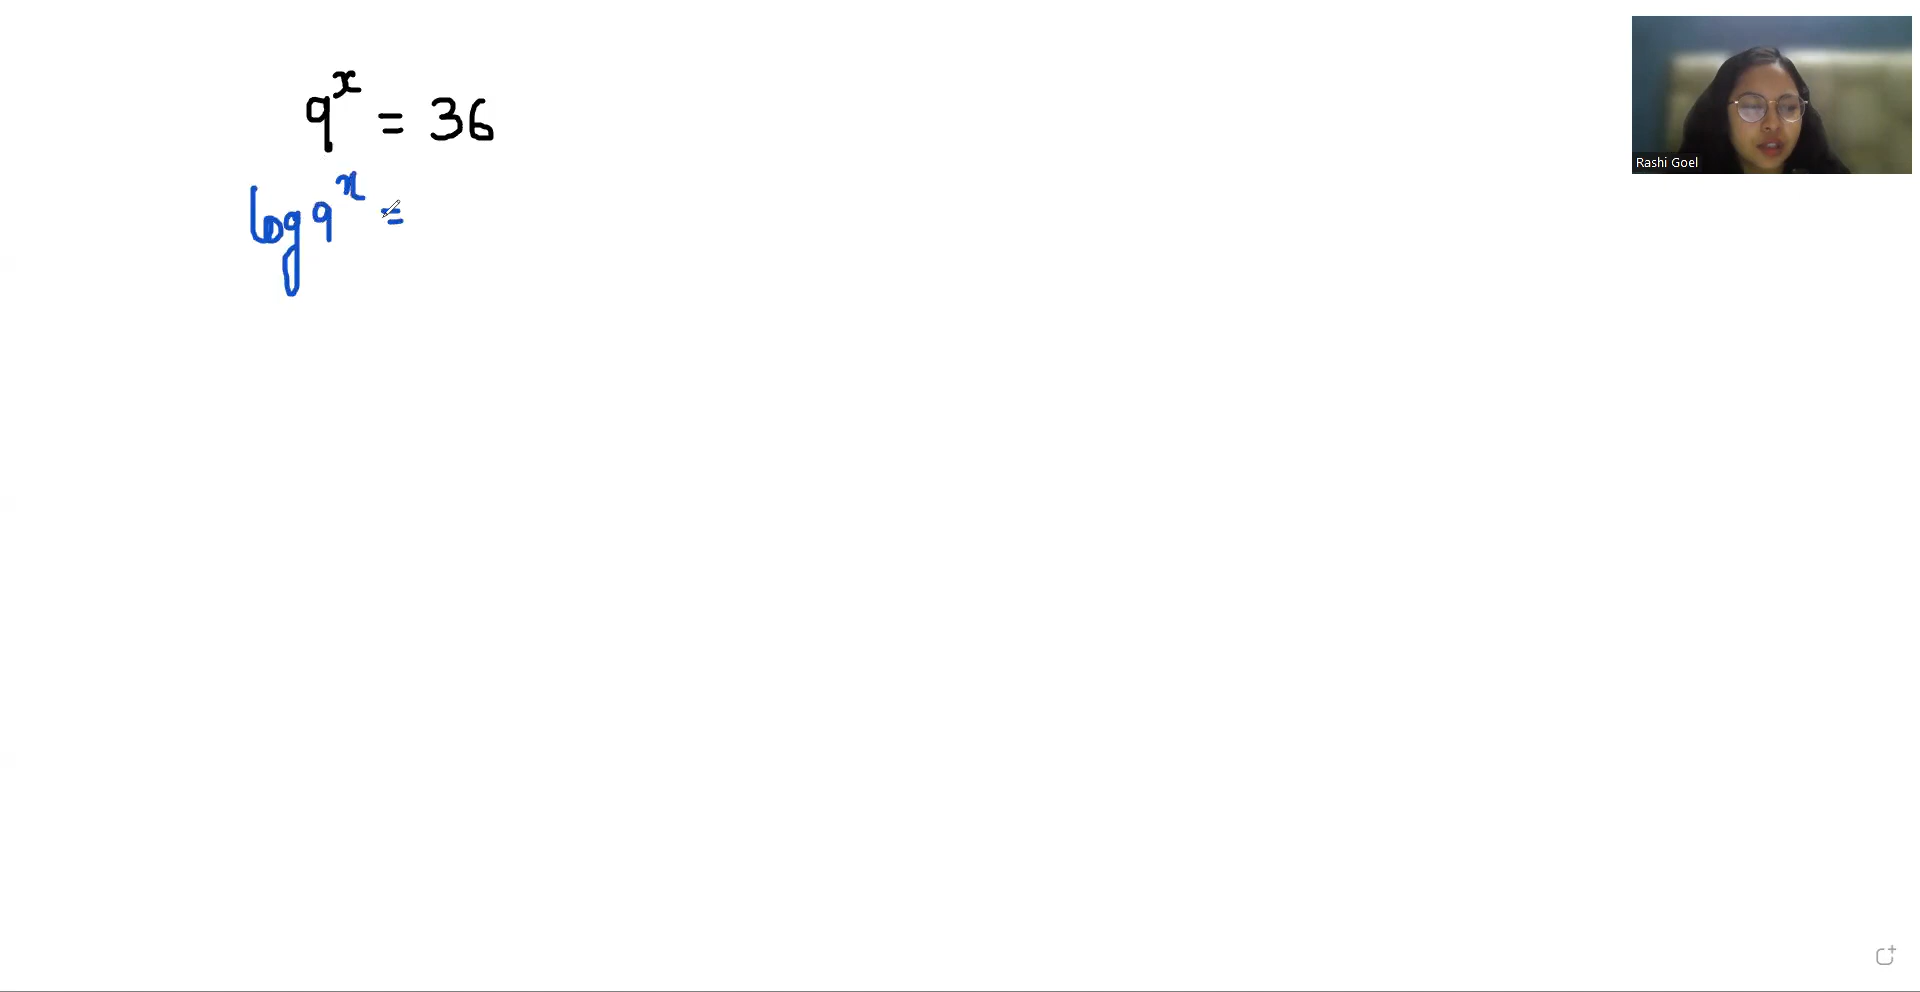 9^x = 36
log 9^x =
Rashi Goel